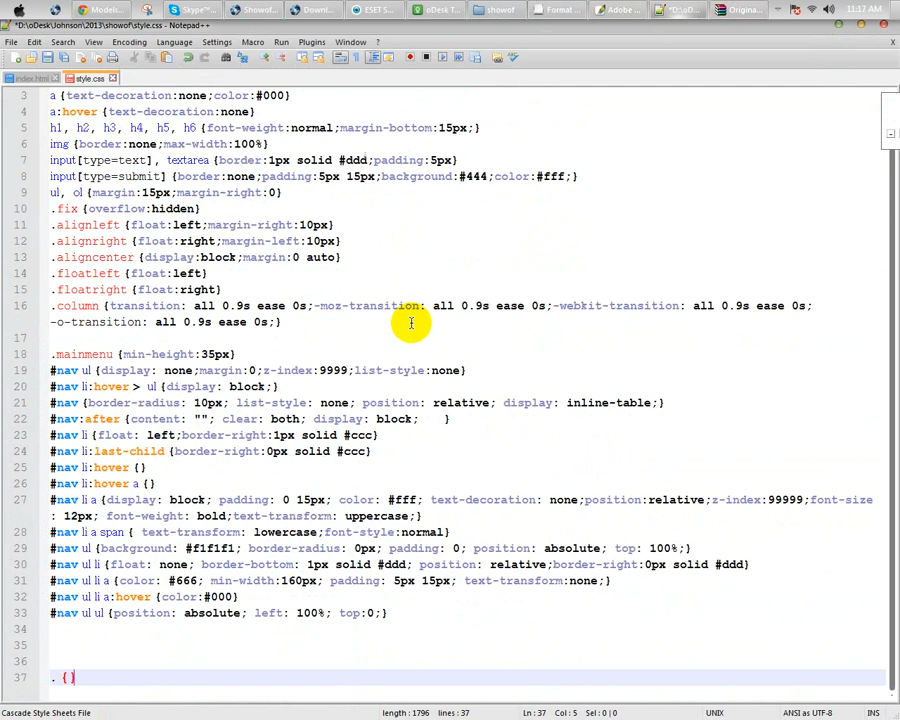 Models...
Skype™...
Showof...
Downlo...
ESET S...
oDesk T...
showof
Format ...
Adobe ...
*D:\oD...
Origina...
11:17 AM
*D:\oDesk\Johnson\2013\showof\style.css - Notepad++
File Edit Search View Encoding Language Settings Macro Run Plugins Window ? X
index.html style.css
3 a {text-decoration:none;color:#000}
4 a:hover {text-decoration:none}
5 h1, h2, h3, h4, h5, h6 {font-weight:normal;margin-bottom:15px;}
6 img {border:none;max-width:100%}
7 input[type=text], textarea {border:1px solid #ddd;padding:5px}
8 input[type=submit] {border:none;padding:5px 15px;background:#444;color:#fff;}
9 ul, ol {margin:15px;margin-right:0}
10 .fix {overflow:hidden}
11 .alignleft {float:left;margin-right:10px}
12 .alignright {float:right;margin-left:10px}
13 .aligncenter {display:block;margin:0 auto}
14 .floatleft {float:left}
15 .floatright {float:right}
16 .column {transition: all 0.9s ease 0s;-moz-transition: all 0.9s ease 0s;-webkit-transition: all 0.9s ease 0s;
-o-transition: all 0.9s ease 0s;}
17
18 .mainmenu {min-height:35px}
19 #nav ul {display: none;margin:0;z-index:9999;list-style:none}
20 #nav li:hover > ul {display: block;}
21 #nav {border-radius: 10px; list-style: none; position: relative; display: inline-table;}
22 #nav:after {content: ""; clear: both; display: block; }
23 #nav li {float: left;border-right:1px solid #ccc}
24 #nav li:last-child {border-right:0px solid #ccc}
25 #nav li:hover {}
26 #nav li:hover a {}
27 #nav li a {display: block; padding: 0 15px; color: #fff; text-decoration: none;position:relative;z-index:99999;font-size
: 12px; font-weight: bold;text-transform: uppercase;}
28 #nav li a span { text-transform: lowercase;font-style:normal}
29 #nav ul {background: #f1f1f1; border-radius: 0px; padding: 0; position: absolute; top: 100%;}
30 #nav ul li {float: none; border-bottom: 1px solid #ddd; position: relative;border-right:0px solid #ddd}
31 #nav ul li a {color: #666; min-width:160px; padding: 5px 15px; text-transform:none;}
32 #nav ul li a:hover {color:#000}
33 #nav ul ul {position: absolute; left: 100%; top:0;}
34
35
36
37 . {}
Cascade Style Sheets File length : 1796 lines : 37 Ln : 37 Col : 5 Sel : 0 | 0 UNIX ANSI as UTF-8 INS